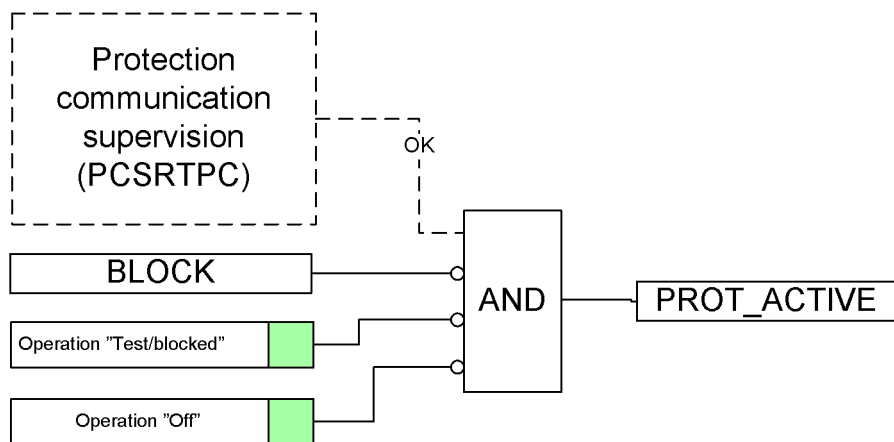 Protection
communication
supervision
(PCSRTPC)
OK
BLOCK
AND
PROT_ACTIVE
Operation ”Test/blocked”
Operation ”Off”